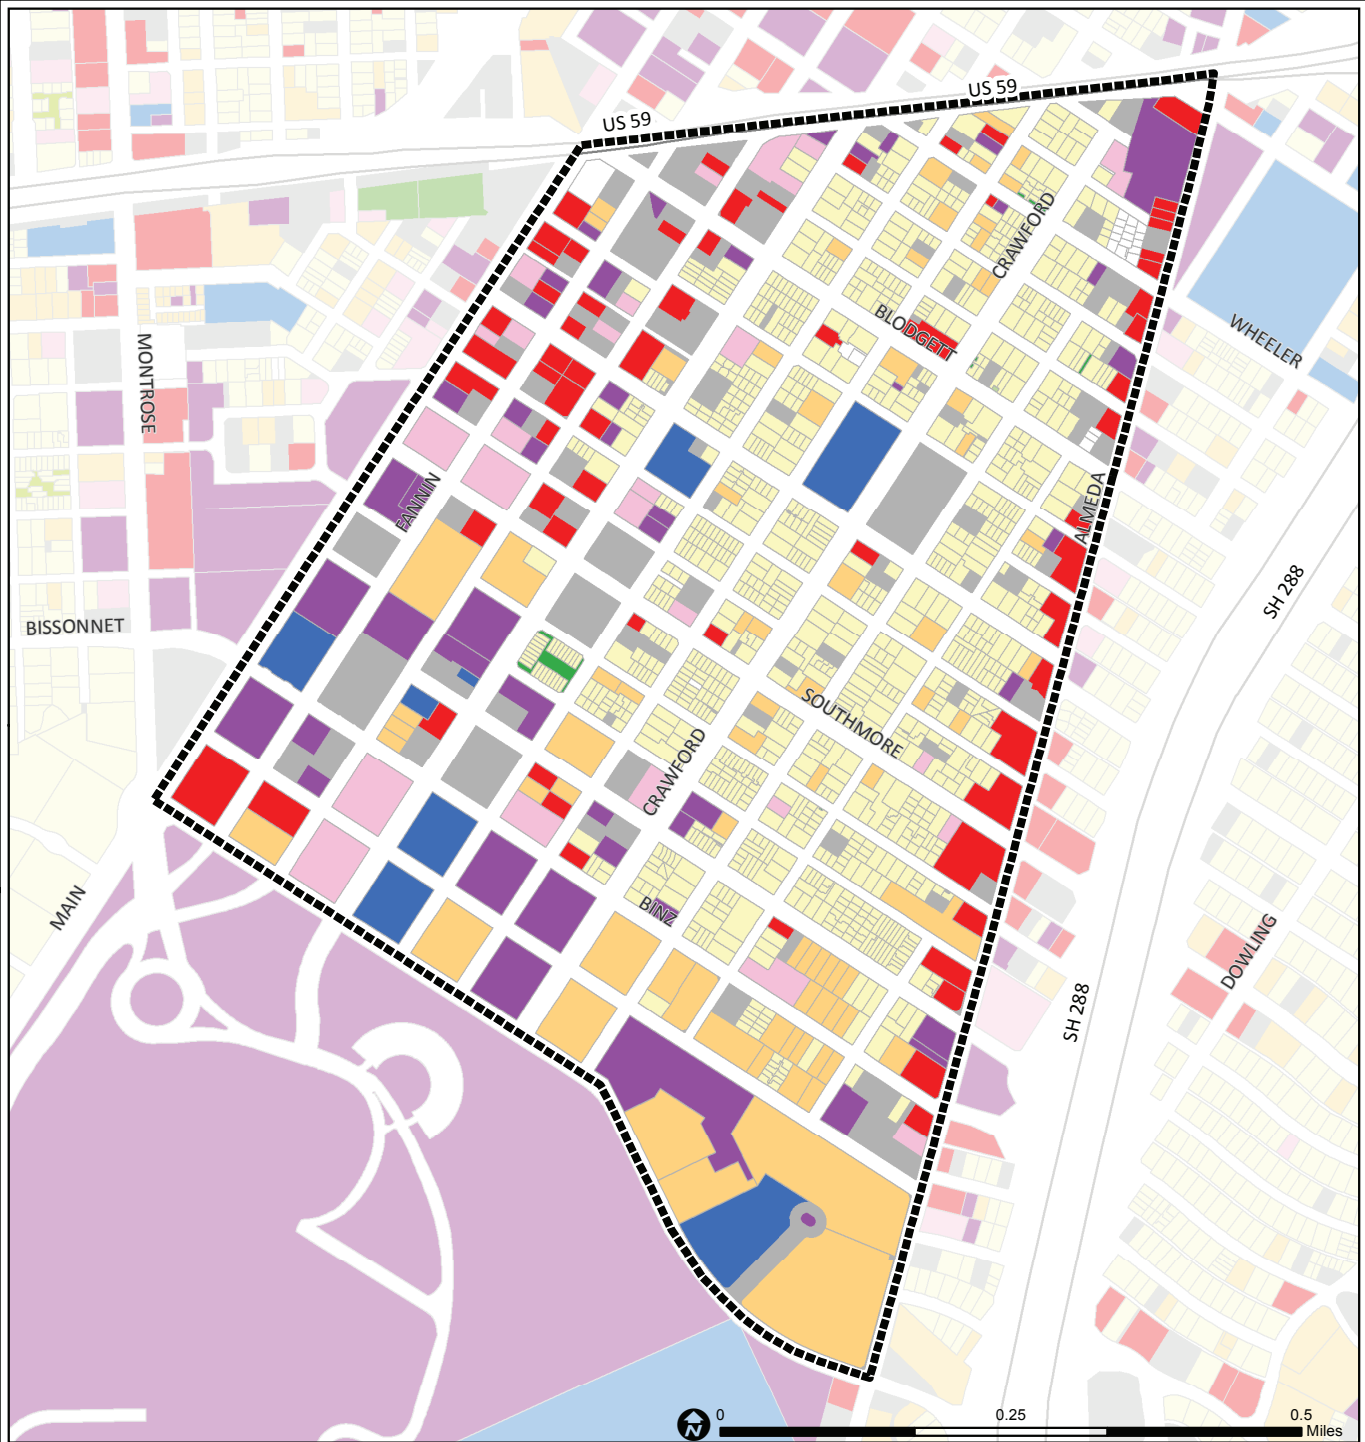 US 59
US 59
CRAWFORD
BLODGETT
WHEELER
MONTROSE
FANNIN
ALMEDA
SH 288
BISSONNET
SOUTHMORE
CRAWFORD
MAIN
BINZ
DOWLING
SH 288
N
0 0.25 0.5
Miles